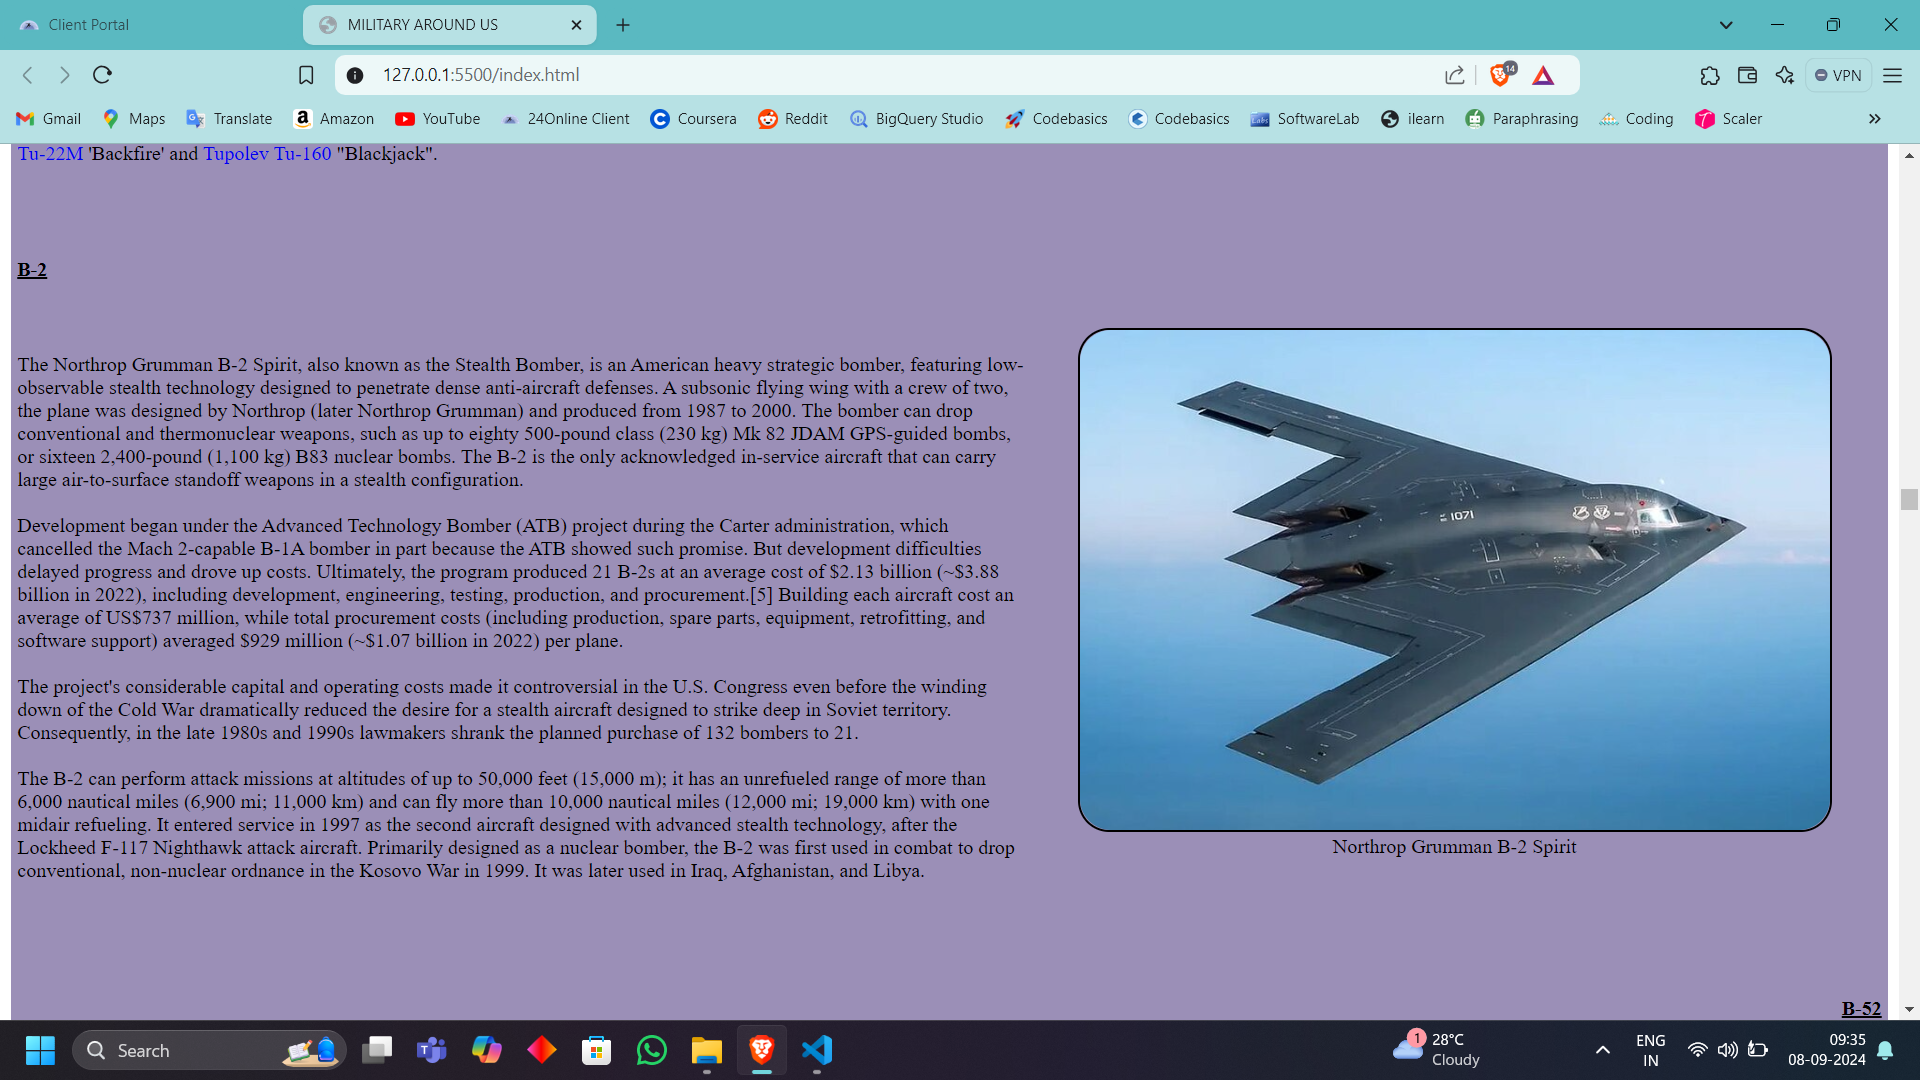 Client Portal
MILITARY AROUND US
127.0.0.1:5500/index.html
14
VPN
Gmail
Maps
Translate
Amazon
YouTube
24Online Client
Coursera
Reddit
BigQuery Studio
Codebasics
Codebasics
Labs
SoftwareLab
ilearn
Paraphrasing
Coding
Scaler
Tu-22M 'Backfire' and Tupolev Tu-160 "Blackjack".
B-2
The Northrop Grumman B-2 Spirit, also known as the Stealth Bomber, is an American heavy strategic bomber, featuring low-
observable stealth technology designed to penetrate dense anti-aircraft defenses. A subsonic flying wing with a crew of two,
the plane was designed by Northrop (later Northrop Grumman) and produced from 1987 to 2000. The bomber can drop
conventional and thermonuclear weapons, such as up to eighty 500-pound class (230 kg) Mk 82 JDAM GPS-guided bombs,
or sixteen 2,400-pound (1,100 kg) B83 nuclear bombs. The B-2 is the only acknowledged in-service aircraft that can carry
large air-to-surface standoff weapons in a stealth configuration.
Development began under the Advanced Technology Bomber (ATB) project during the Carter administration, which
cancelled the Mach 2-capable B-1A bomber in part because the ATB showed such promise. But development difficulties
delayed progress and drove up costs. Ultimately, the program produced 21 B-2s at an average cost of $2.13 billion (~$3.88
billion in 2022), including development, engineering, testing, production, and procurement.[5] Building each aircraft cost an
average of US$737 million, while total procurement costs (including production, spare parts, equipment, retrofitting, and
software support) averaged $929 million (~$1.07 billion in 2022) per plane.
The project's considerable capital and operating costs made it controversial in the U.S. Congress even before the winding
down of the Cold War dramatically reduced the desire for a stealth aircraft designed to strike deep in Soviet territory.
Consequently, in the late 1980s and 1990s lawmakers shrank the planned purchase of 132 bombers to 21.
The B-2 can perform attack missions at altitudes of up to 50,000 feet (15,000 m); it has an unrefueled range of more than
6,000 nautical miles (6,900 mi; 11,000 km) and can fly more than 10,000 nautical miles (12,000 mi; 19,000 km) with one
midair refueling. It entered service in 1997 as the second aircraft designed with advanced stealth technology, after the
Lockheed F-117 Nighthawk attack aircraft. Primarily designed as a nuclear bomber, the B-2 was first used in combat to drop
conventional, non-nuclear ordnance in the Kosovo War in 1999. It was later used in Iraq, Afghanistan, and Libya.
1071
Northrop Grumman B-2 Spirit
B-52
Search
1
28°C
Cloudy
ENG
IN
09:35
08-09-2024